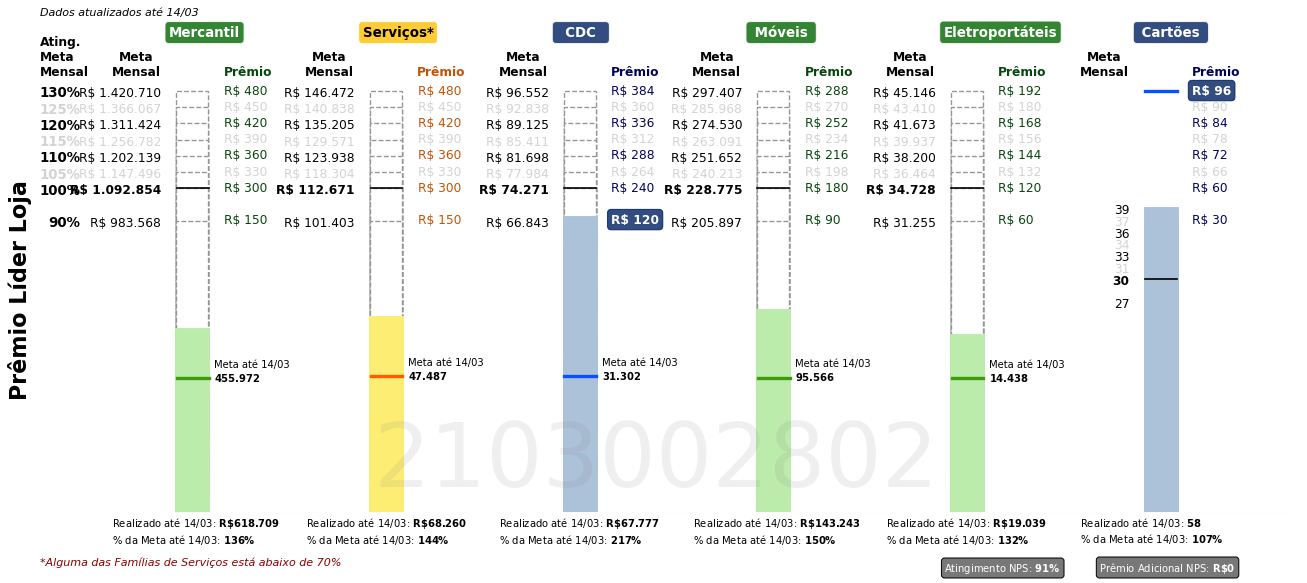 Dados atualizados até 14/03
Mercantil Serviços* CDC Móveis Eletroportáteis Cartões
Ating. Meta Mensal Meta Mensal Prêmio Meta Mensal Prêmio Meta Mensal Prêmio Meta Mensal Prêmio Meta Mensal Prêmio Meta Mensal Prêmio
130% R$ 1.420.710 R$ 480 R$ 146.472 R$ 480 R$ 96.552 R$ 384 R$ 297.407 R$ 288 R$ 45.146 R$ 192 R$ 96
125% R$ 1.366.067 R$ 450 R$ 140.838 R$ 450 R$ 92.838 R$ 360 R$ 285.968 R$ 270 R$ 43.410 R$ 180 R$ 90
120% R$ 1.311.424 R$ 420 R$ 135.205 R$ 420 R$ 89.125 R$ 336 R$ 274.530 R$ 252 R$ 41.673 R$ 168 R$ 84
115% R$ 1.256.782 R$ 390 R$ 129.571 R$ 390 R$ 85.411 R$ 312 R$ 263.091 R$ 234 R$ 39.937 R$ 156 R$ 78
110% R$ 1.202.139 R$ 360 R$ 123.938 R$ 360 R$ 81.698 R$ 288 R$ 251.652 R$ 216 R$ 38.200 R$ 144 R$ 72
105% R$ 1.147.496 R$ 330 R$ 118.304 R$ 330 R$ 77.984 R$ 264 R$ 240.213 R$ 198 R$ 36.464 R$ 132 R$ 66
100% R$ 1.092.854 R$ 300 R$ 112.671 R$ 300 R$ 74.271 R$ 240 R$ 228.775 R$ 180 R$ 34.728 R$ 120 R$ 60
90% R$ 983.568 R$ 150 R$ 101.403 R$ 150 R$ 66.843 R$ 120 R$ 205.897 R$ 90 R$ 31.255 R$ 60 R$ 30
39
37
36
34
33
31
30
27
Prêmio Líder Loja
Meta até 14/03 Meta até 14/03 Meta até 14/03 Meta até 14/03 Meta até 14/03
455.972 47.487 31.302 95.566 14.438
2103002802
Realizado até 14/03: R$618.709 Realizado até 14/03: R$68.260 Realizado até 14/03: R$67.777 Realizado até 14/03: R$143.243 Realizado até 14/03: R$19.039 Realizado até 14/03: 58
% da Meta até 14/03: 136% % da Meta até 14/03: 144% % da Meta até 14/03: 217% % da Meta até 14/03: 150% % da Meta até 14/03: 132% % da Meta até 14/03: 107%
*Alguma das Famílias de Serviços está abaixo de 70% Atingimento NPS: 91% Prêmio Adicional NPS: R$0